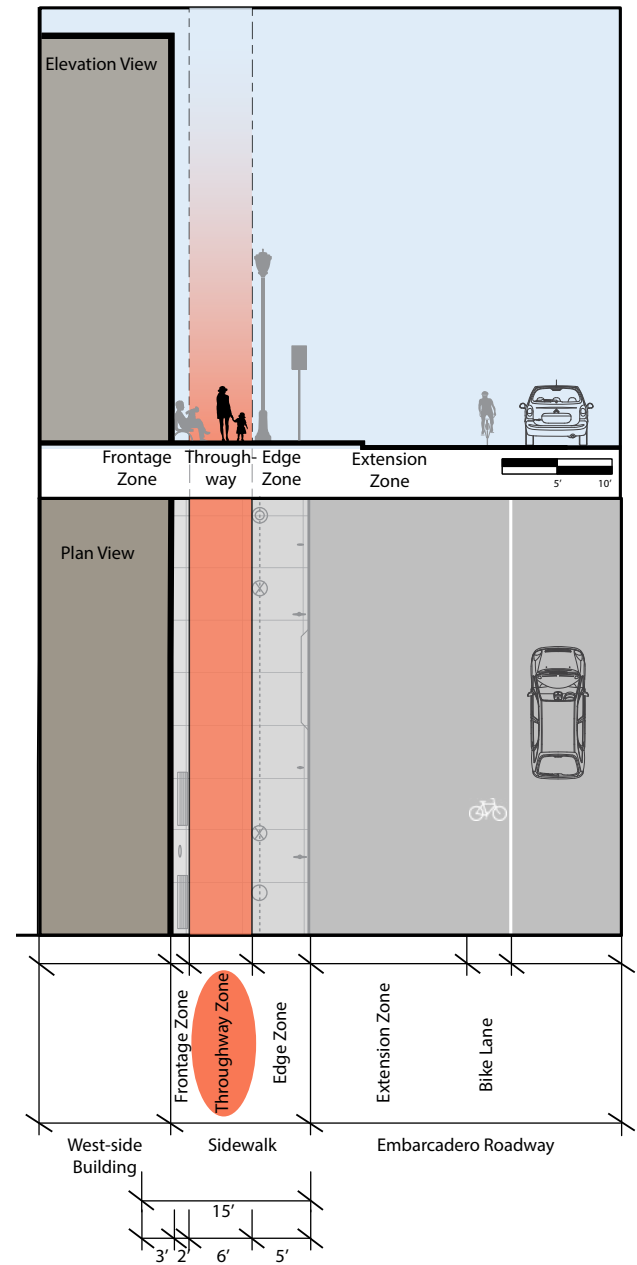 Elevation View
Frontage
Zone
Through-
way
Edge
Zone
Extension
Zone
5'
10'
Plan View
Frontage Zone
Throughway Zone
Edge Zone
Extension Zone
Bike Lane
West-side
Building
Sidewalk
Embarcadero Roadway
15'
3'
2'
6'
5'